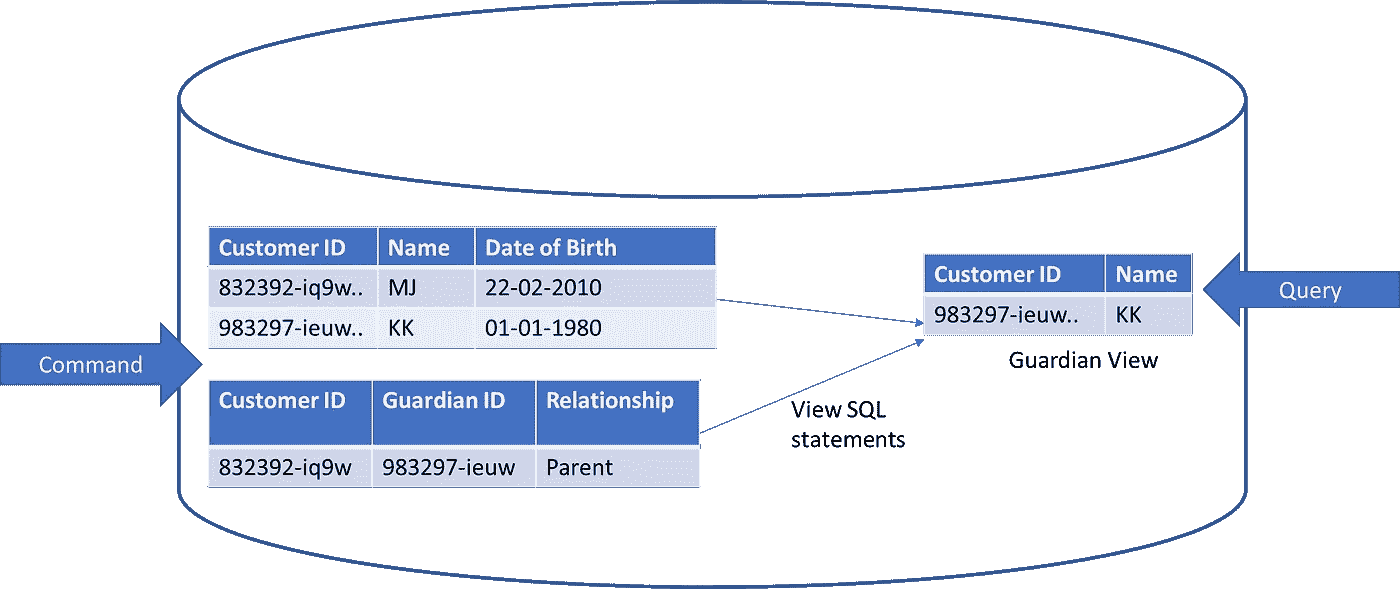 Customer ID Name Date of Birth
832392-iq9w.. MJ 22-02-2010
983297-ieuw.. KK 01-01-1980
Command
Customer ID Guardian ID Relationship
832392-iq9w 983297-ieuw Parent
View SQL
statements
Customer ID Name
983297-ieuw.. KK
Guardian View
Query